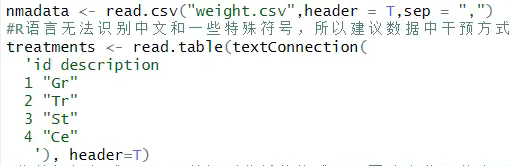 nmadata <- read.csv("weight.csv",header = T,sep = ",")
#R语言无法识别中文和一些特殊符号，所以建议数据中干预方式
treatments <- read.table(textConnection(
'id description
1 "Gr"
2 "Tr"
3 "St"
4 "Ce"
'), header=T)